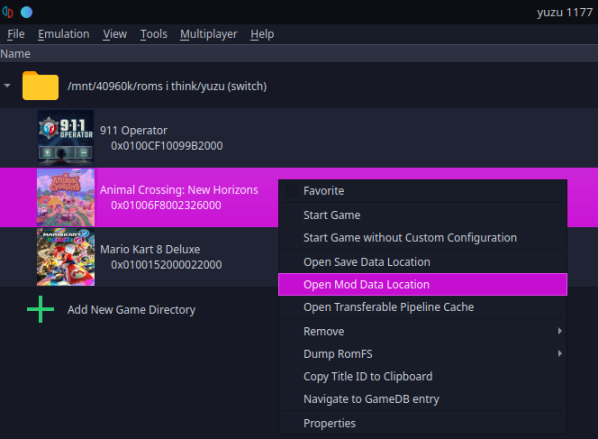 yuzu 1177
File Emulation View Tools Multiplayer Help
Name
/mnt/40960k/roms i think/yuzu (switch)
911 OPERATOR
911 Operator
0x0100CF10099B2000
Animal Crossing: New Horizons
0x01006F8002326000
Mario Kart 8 Deluxe
0x0100152000022000
Add New Game Directory
Favorite
Start Game
Start Game without Custom Configuration
Open Save Data Location
Open Mod Data Location
Open Transferable Pipeline Cache
Remove
Dump RomFS
Copy Title ID to Clipboard
Navigate to GameDB entry
Properties